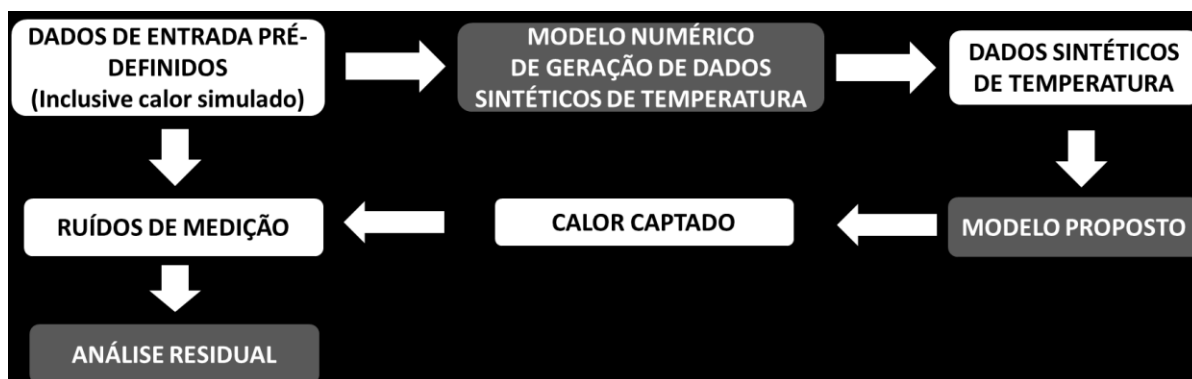 DADOS DE ENTRADA PRÉ-
DEFINIDOS
(Inclusive calor simulado)
MODELO NUMÉRICO
DE GERAÇÃO DE DADOS
SINTÉTICOS DE TEMPERATURA
DADOS SINTÉTICOS
DE TEMPERATURA
RUÍDOS DE MEDIÇÃO
CALOR CAPTADO
MODELO PROPOSTO
ANÁLISE RESIDUAL